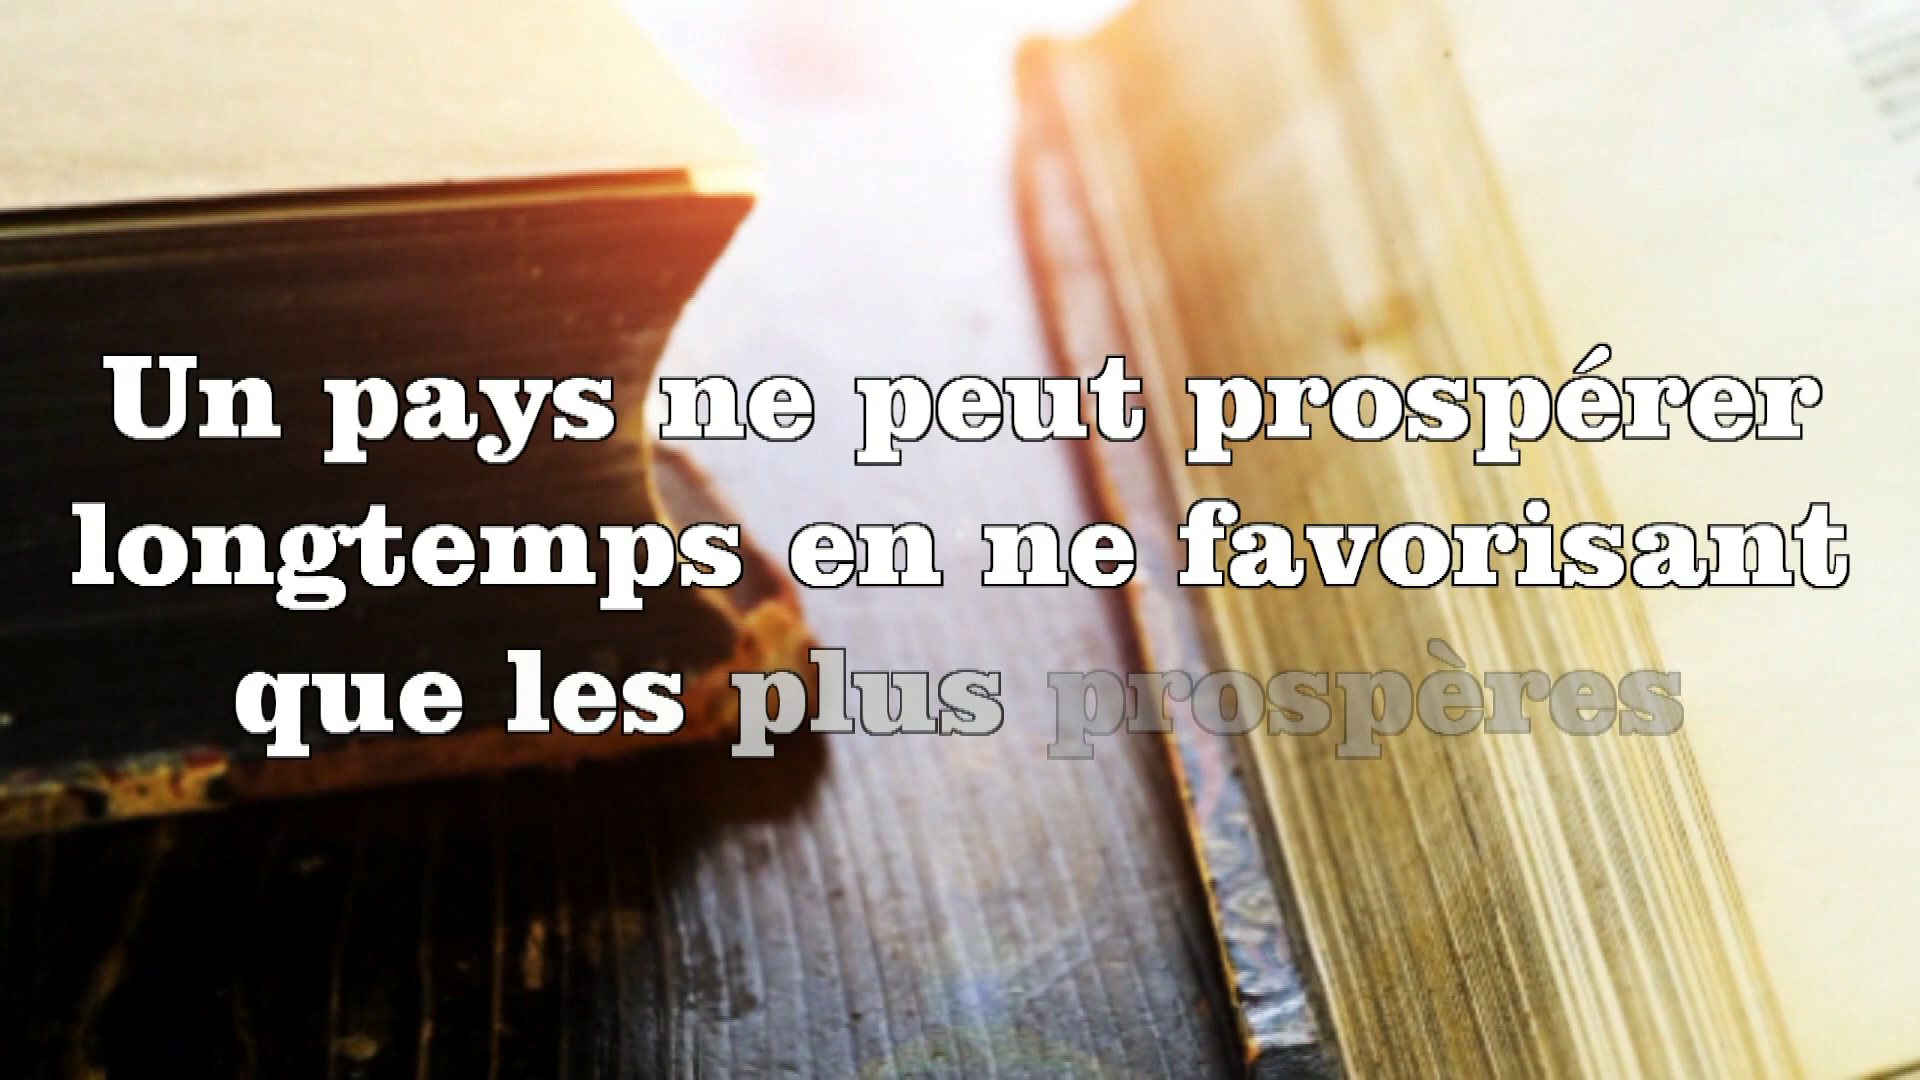 Un pays ne peut prospérer
longtemps en ne favorisant
que les plus prospères